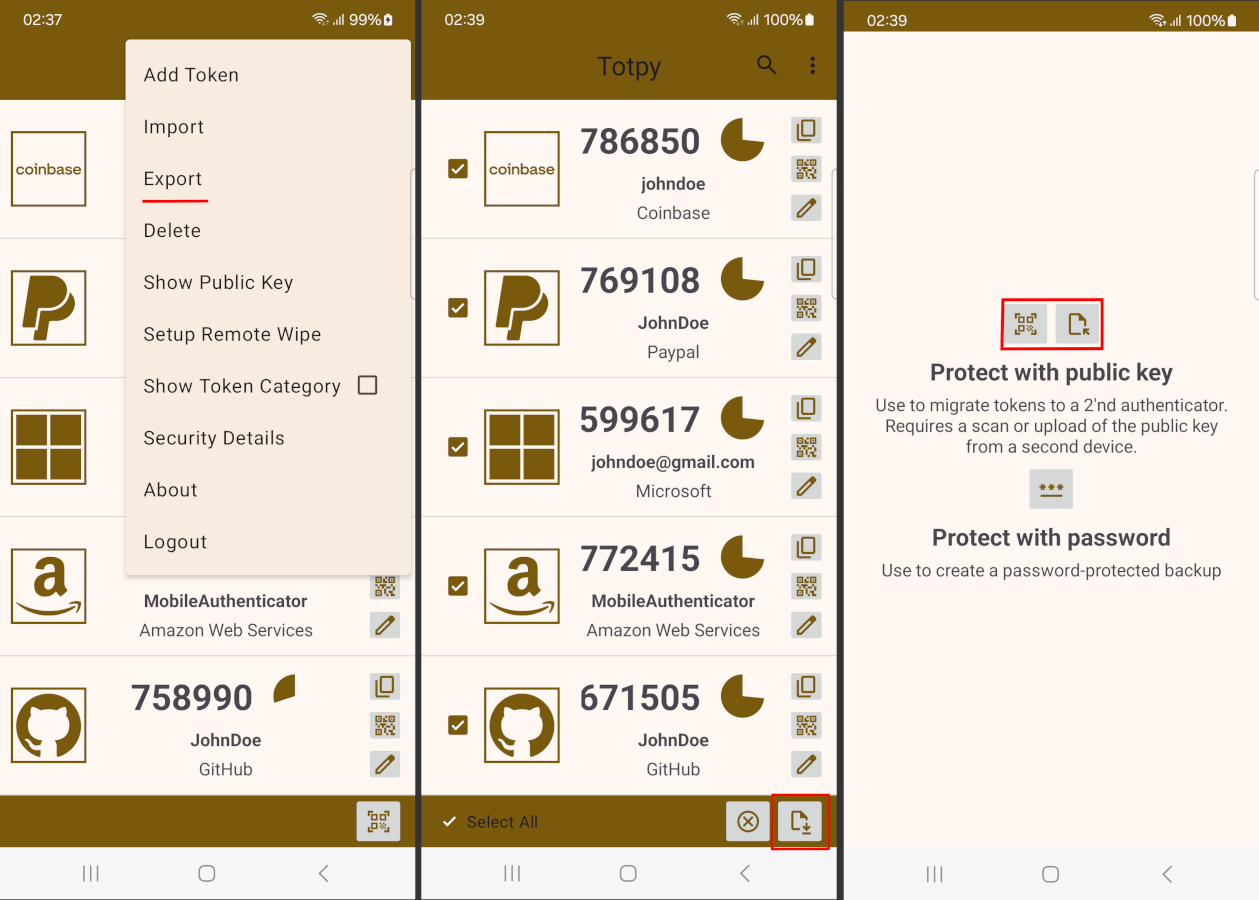 02:37
99%
Add Token
Import
Export
Delete
Show Public Key
Setup Remote Wipe
Show Token Category
Security Details
About
Logout
coinbase
MobileAuthenticator
Amazon Web Services
758990
JohnDoe
GitHub
02:39
100%
Totpy
coinbase
786850
johndoe
Coinbase
769108
JohnDoe
Paypal
599617
johndoe@gmail.com
Microsoft
772415
MobileAuthenticator
Amazon Web Services
671505
JohnDoe
GitHub
Select All
02:39
100%
Protect with public key
Use to migrate tokens to a 2'nd authenticator.
Requires a scan or upload of the public key
from a second device.
***
Protect with password
Use to create a password-protected backup